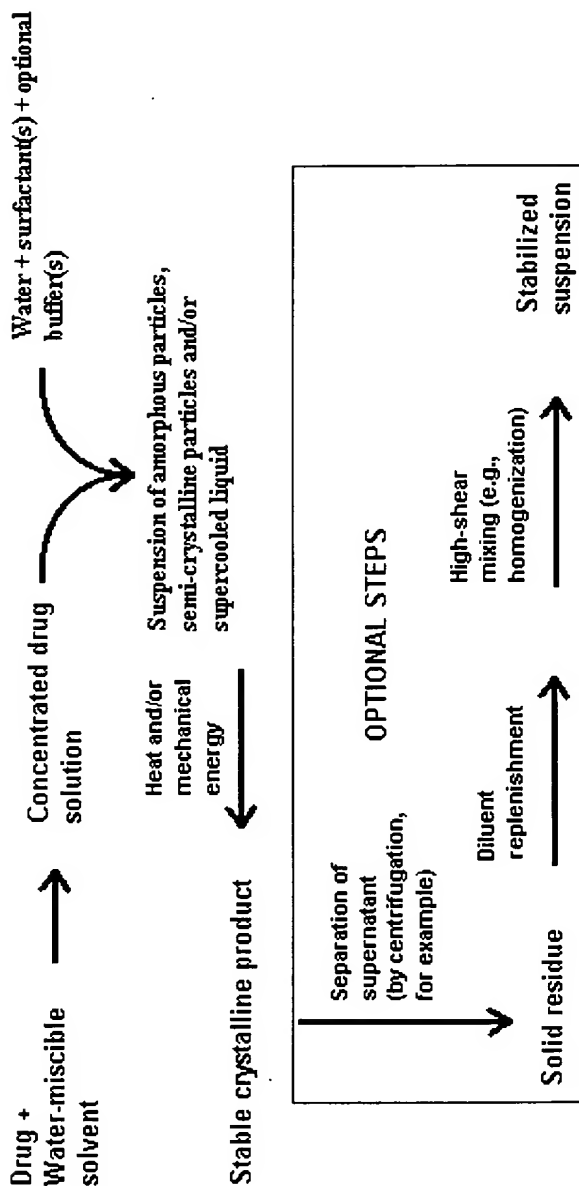 Drug +
Water-miscible
solvent
Concentrated drug
solution
Water + surfactant(s) + optional
buffer(s)
Suspension of amorphous particles,
semi-crystalline particles and/or
supercooled liquid
Heat and/or
mechanical
energy
Stable crystalline product
OPTIONAL STEPS
Separation of
supernatant
(by centrifugation,
for example)
Solid residue
Diluent
replenishment
High-shear
mixing (e.g.,
homogenization)
Stabilized
suspension